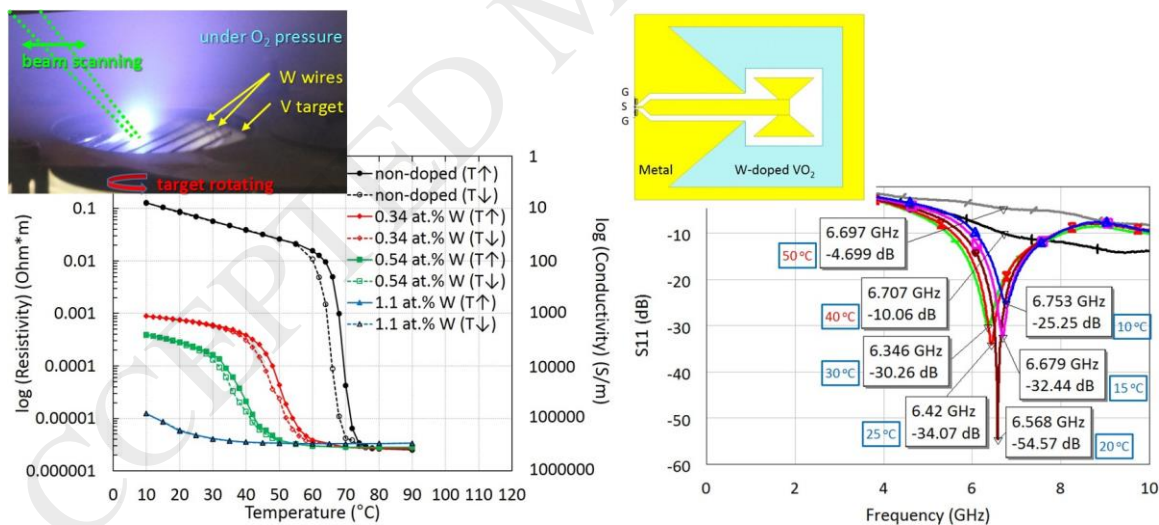 under O2 pressure
beam scanning
W wires
V target
target rotating
log (Resistivity) (Ohm*m)
0.1
0.01
0.001
0.0001
0.00001
0.000001
non-doped (T↑)
non-doped (T↓)
0.34 at.% W (T↑)
0.34 at.% W (T↓)
0.54 at.% W (T↑)
0.54 at.% W (T↓)
1.1 at.% W (T↑)
1.1 at.% W (T↓)
1
10
100
1000
10000
100000
1000000
log (Conductivity) (S/m)
0 10 20 30 40 50 60 70 80 90 100 110 120
Temperature (°C)
G
S
G
Metal
W-doped VO2
S11 (dB)
-10
-20
-30
-40
-50
-60
6.697 GHz
-4.699 dB
50 °C
6.707 GHz
-10.06 dB
40 °C
6.346 GHz
-30.26 dB
30 °C
6.42 GHz
-34.07 dB
25 °C
6.753 GHz
-25.25 dB
10 °C
6.679 GHz
-32.44 dB
15 °C
6.568 GHz
-54.57 dB
20 °C
0 2 4 6 8 10
Frequency (GHz)
CCEPTED M